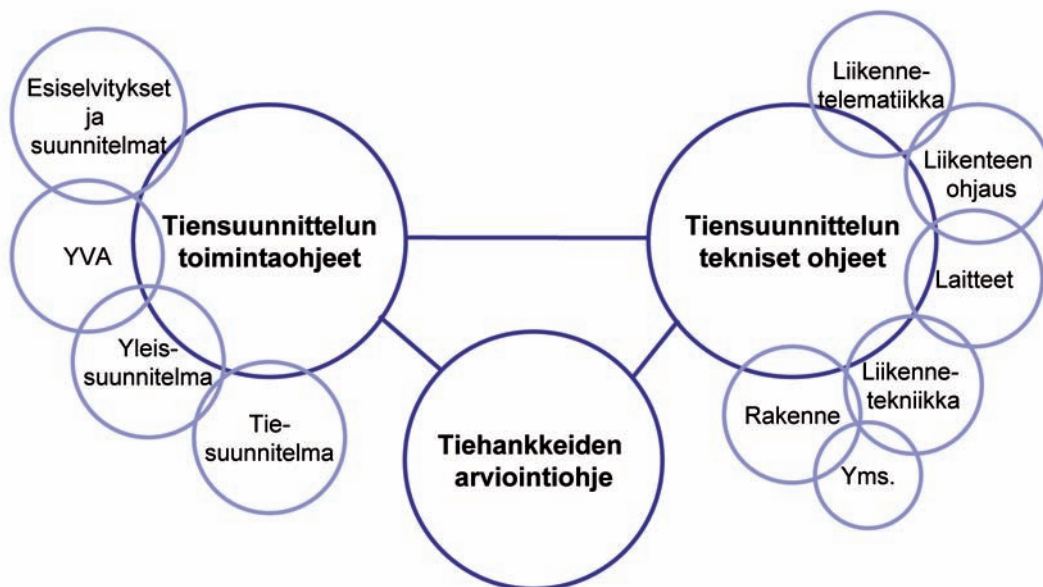 Esiselvitykset
ja
suunnitelmat
YVA
Yleis-
suunnitelma
Tie-
suunnitelma
Tiensuunnittelun
toimintaohjeet
Tiehankkeiden
arviointiohje
Tiensuunnittelun
tekniset ohjeet
Liikenne-
telematiikka
Liikenteen
ohjaus
Laitteet
Liikenne-
tekniikka
Rakenne
Yms.